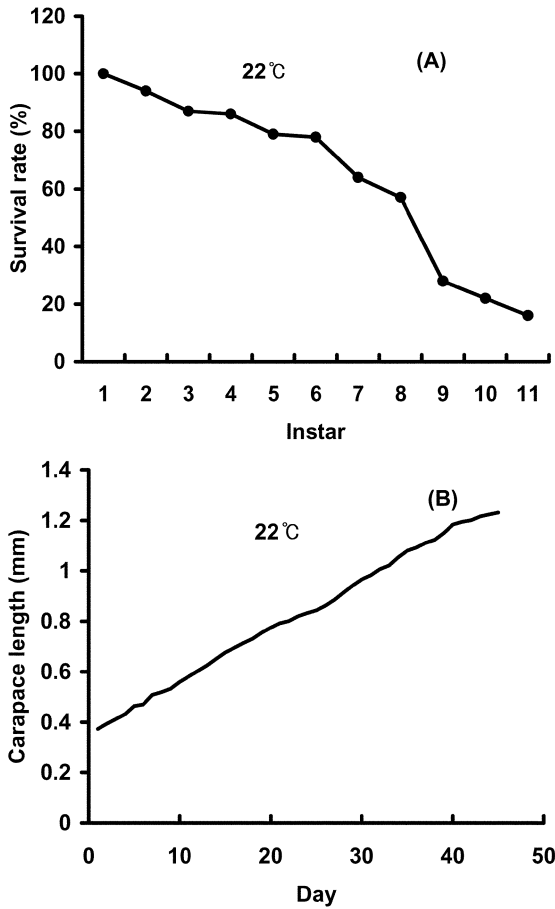 120
100
80
60
40
20
0
Survival rate (%)
22℃
(A)
1 2 3 4 5 6 7 8 9 10 11
Instar
1.4
1.2
1
0.8
0.6
0.4
0.2
0
Carapace length (mm)
22℃
(B)
0 10 20 30 40 50
Day